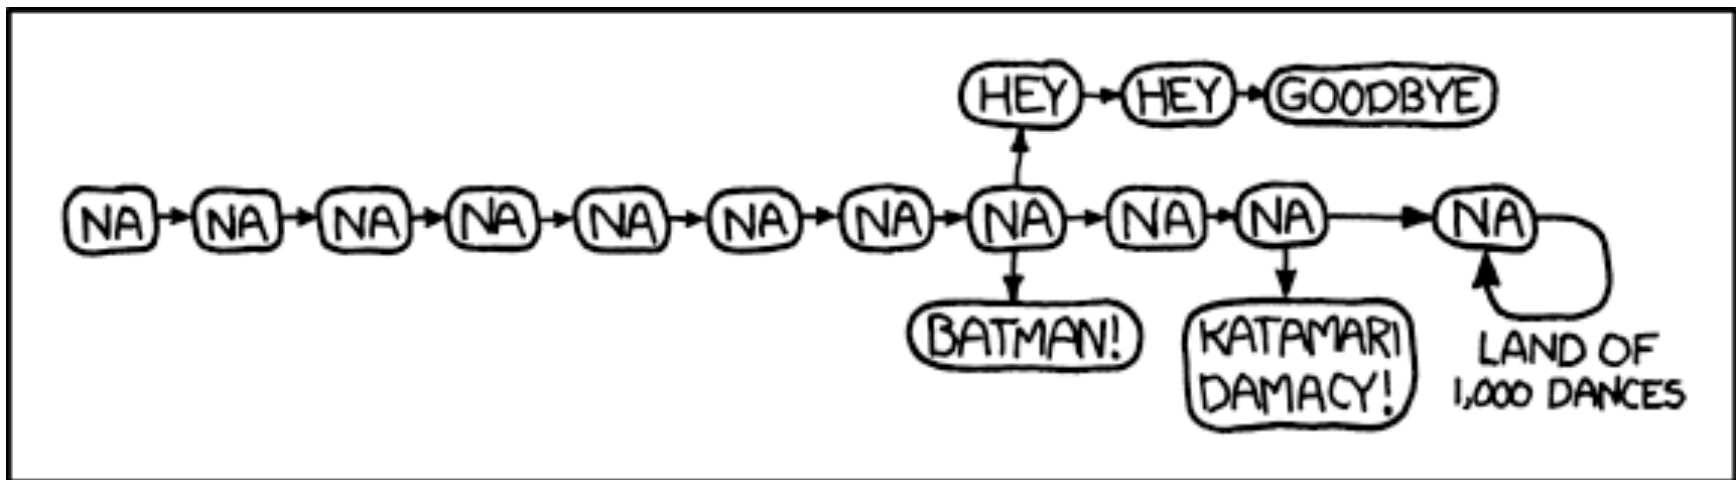 HEY HEY GOODBYE
NA NA NA NA NA NA NA NA NA NA NA
BATMAN!
KATAMARI
DAMACY!
LAND OF
1,000 DANCES